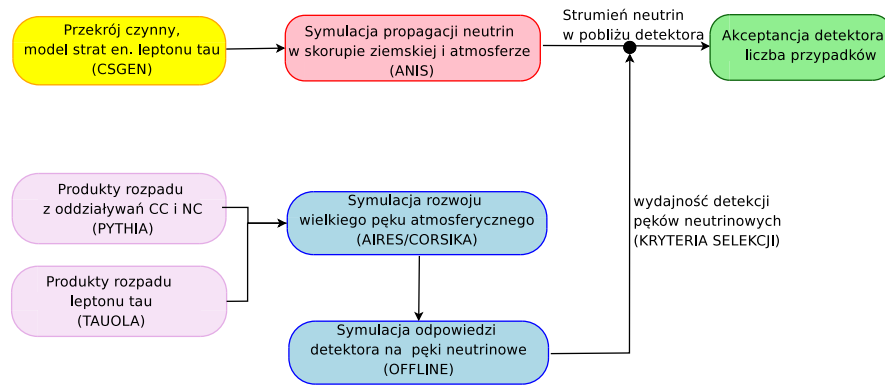 Przekrój czynny,
model strat en. leptonu tau
(CSGEN)
Symulacja propagacji neutrin
w skorupie ziemskiej i atmosferze
(ANIS)
Strumień neutrin
w pobliżu detektora
Akceptancja detektora
liczba przypadków
Produkty rozpadu
z oddziaływań CC i NC
(PYTHIA)
Produkty rozpadu
leptonu tau
(TAUOLA)
Symulacja rozwoju
wielkiego pęku atmosferycznego
(AIRES/CORSIKA)
Symulacja odpowiedzi
detektora na pęki neutrinowe
(OFFLINE)
wydajność detekcji
pęków neutrinowych
(KRYTERIA SELEKCJI)